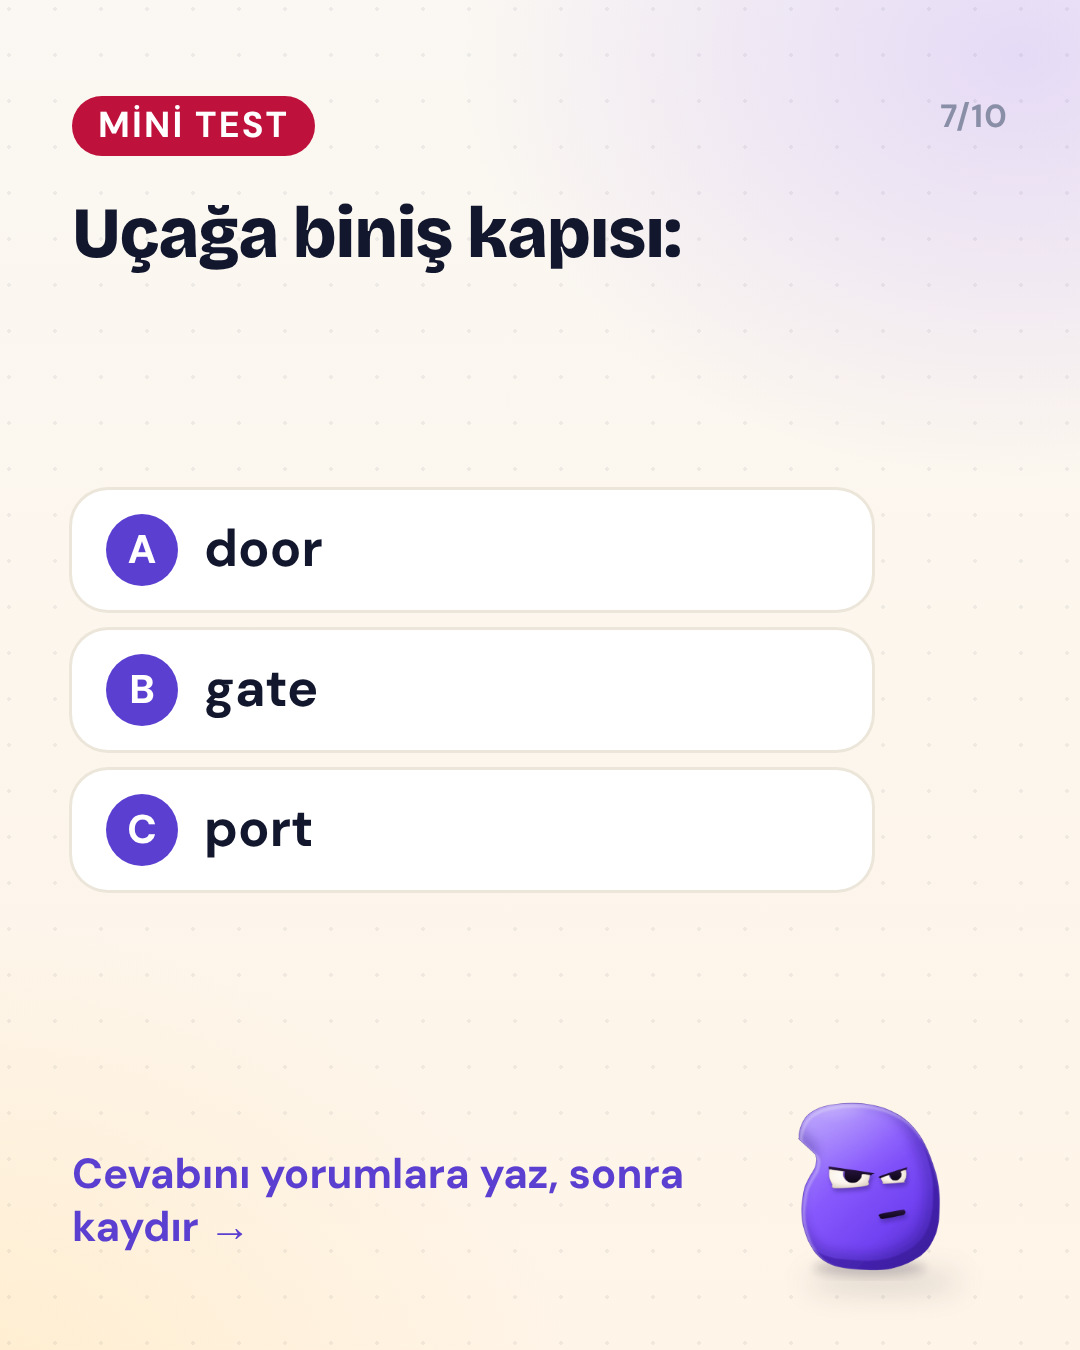 MİNİ TEST
7/10
Uçağa biniş kapısı:
A door
B gate
C port
Cevabını yorumlara yaz, sonra
kaydır →